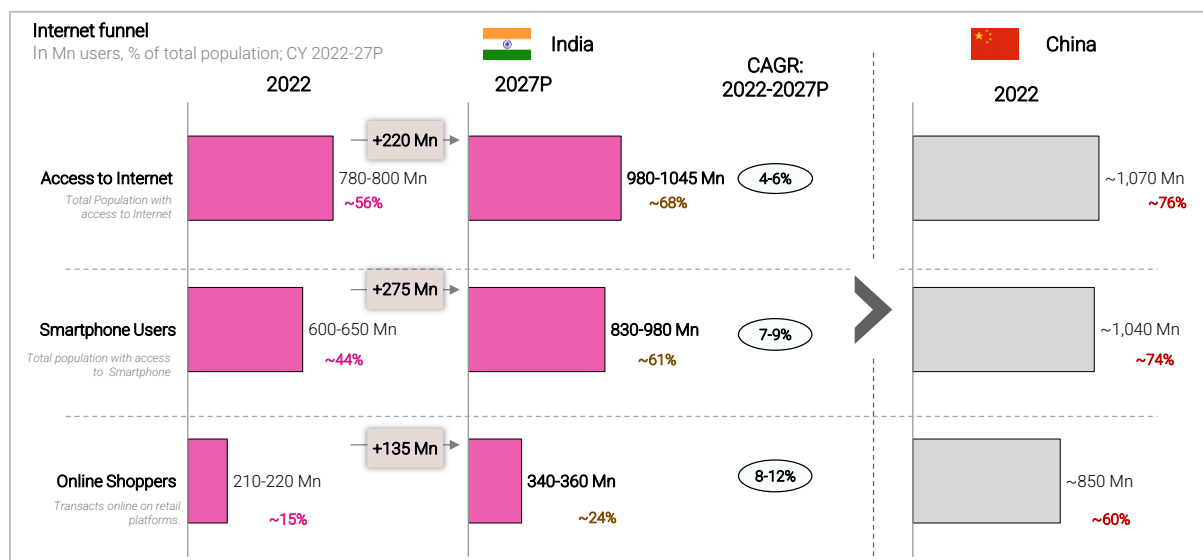 Internet funnel
In Mn users, % of total population; CY 2022-27P
India
China
2022
2027P
CAGR:
2022-2027P
2022
+220 Mn
Access to Internet
Total Population with
access to Internet
780-800 Mn
~56%
980-1045 Mn
~68%
4-6%
~1,070 Mn
~76%
+275 Mn
Smartphone Users
Total population with access
to Smartphone
600-650 Mn
~44%
830-980 Mn
~61%
7-9%
~1,040 Mn
~74%
+135 Mn
Online Shoppers
Transacts online on retail
platforms.
210-220 Mn
~15%
340-360 Mn
~24%
8-12%
~850 Mn
~60%